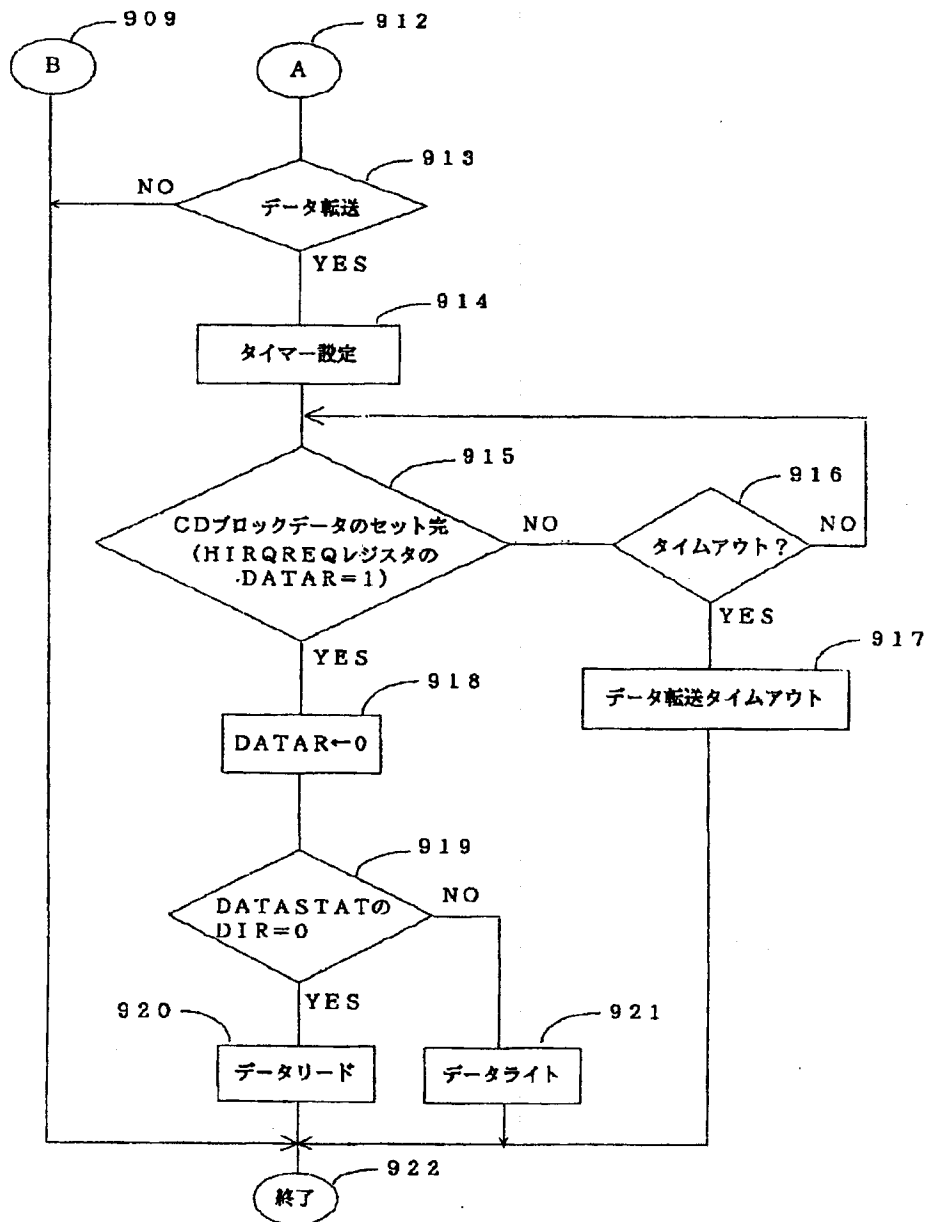 909
912
B
A
913
NO
データ転送
YES
914
タイマー設定
915
916
CDブロックデータのセット完
(HIRQREQレジスタの
DATAR=1)
NO
タイムアウト?
NO
YES
YES
917
918
データ転送タイムアウト
DATAR←0
919
NO
DATASTATの
DIR=0
YES
920
921
データリード
データライト
922
終了